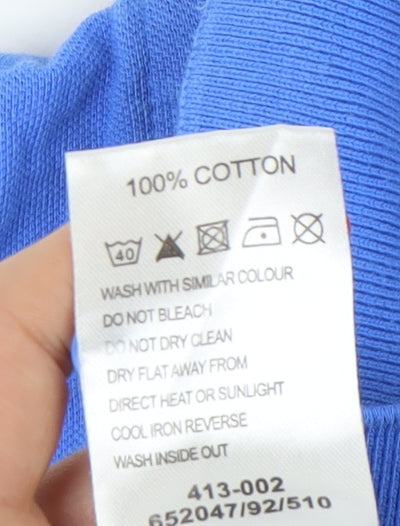 100% COTTON
40
WASH WITH SIMILAR COLOUR
DO NOT BLEACH
DO NOT DRY CLEAN
DRY FLAT AWAY FROM
DIRECT HEAT OR SUNLIGHT
COOL IRON REVERSE
WASH INSIDE OUT
413-002
652047/92/510